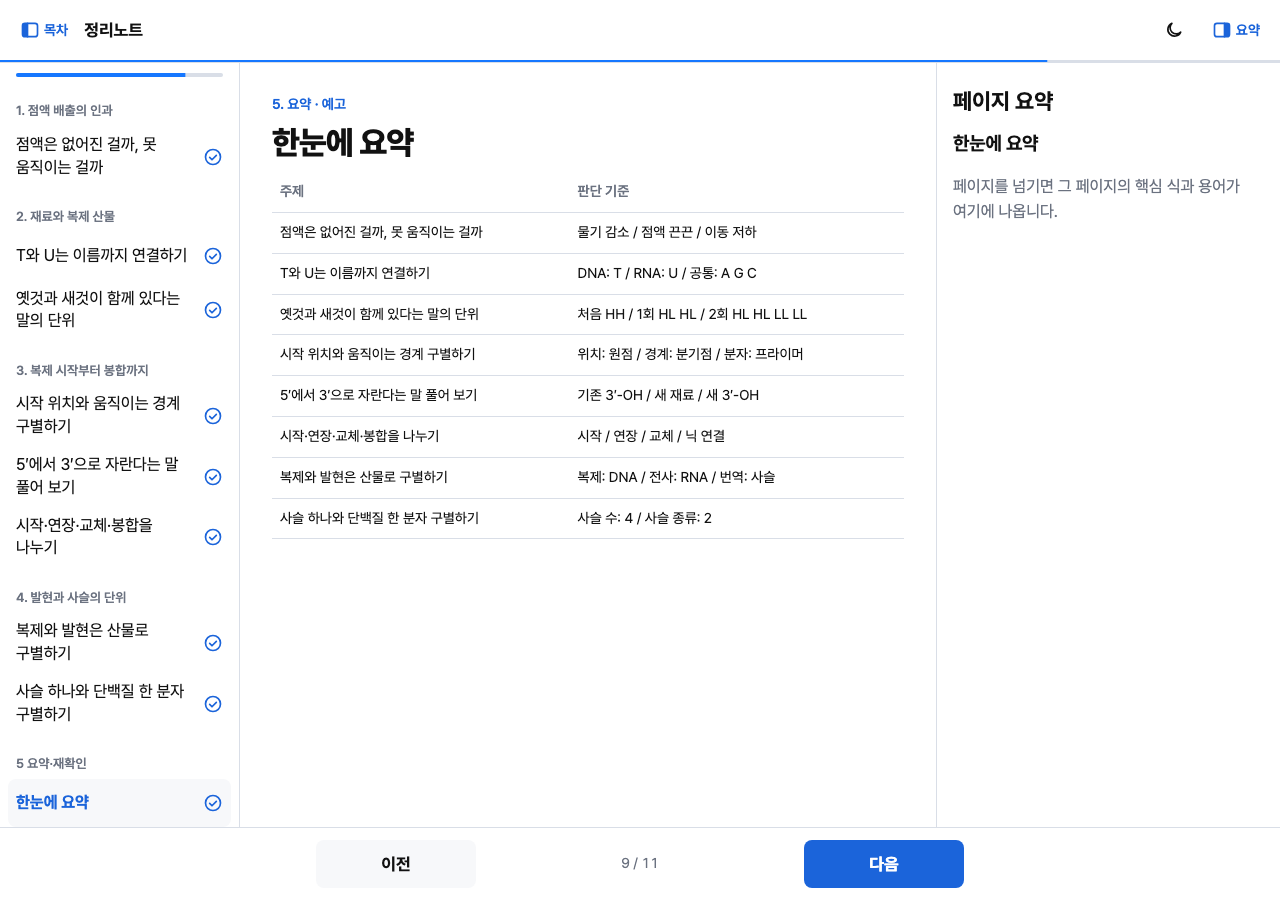 목차
정리노트
요약
1. 점액 배출의 인과
점액은 없어진 걸까, 못
움직이는 걸까
2. 재료와 복제 산물
T와 U는 이름까지 연결하기
옛것과 새것이 함께 있다는
말의 단위
3. 복제 시작부터 봉합까지
시작 위치와 움직이는 경계
구별하기
5′에서 3′으로 자란다는 말
풀어 보기
시작·연장·교체·봉합을
나누기
4. 발현과 사슬의 단위
복제와 발현은 산물로
구별하기
사슬 하나와 단백질 한 분자
구별하기
5 요약·재확인
한눈에 요약
5. 요약 · 예고
한눈에 요약
주제 판단 기준
점액은 없어진 걸까, 못 움직이는 걸까 물기 감소 / 점액 끈끈 / 이동 저하
T와 U는 이름까지 연결하기 DNA: T / RNA: U / 공통: A G C
옛것과 새것이 함께 있다는 말의 단위 처음 HH / 1회 HL HL / 2회 HL HL LL LL
시작 위치와 움직이는 경계 구별하기 위치: 원점 / 경계: 분기점 / 분자: 프라이머
5′에서 3′으로 자란다는 말 풀어 보기 기존 3′-OH / 새 재료 / 새 3′-OH
시작·연장·교체·봉합을 나누기 시작 / 연장 / 교체 / 닉 연결
복제와 발현은 산물로 구별하기 복제: DNA / 전사: RNA / 번역: 사슬
사슬 하나와 단백질 한 분자 구별하기 사슬 수: 4 / 사슬 종류: 2
페이지 요약
한눈에 요약
페이지를 넘기면 그 페이지의 핵심 식과 용어가
여기에 나옵니다.
이전
9 / 11
다음